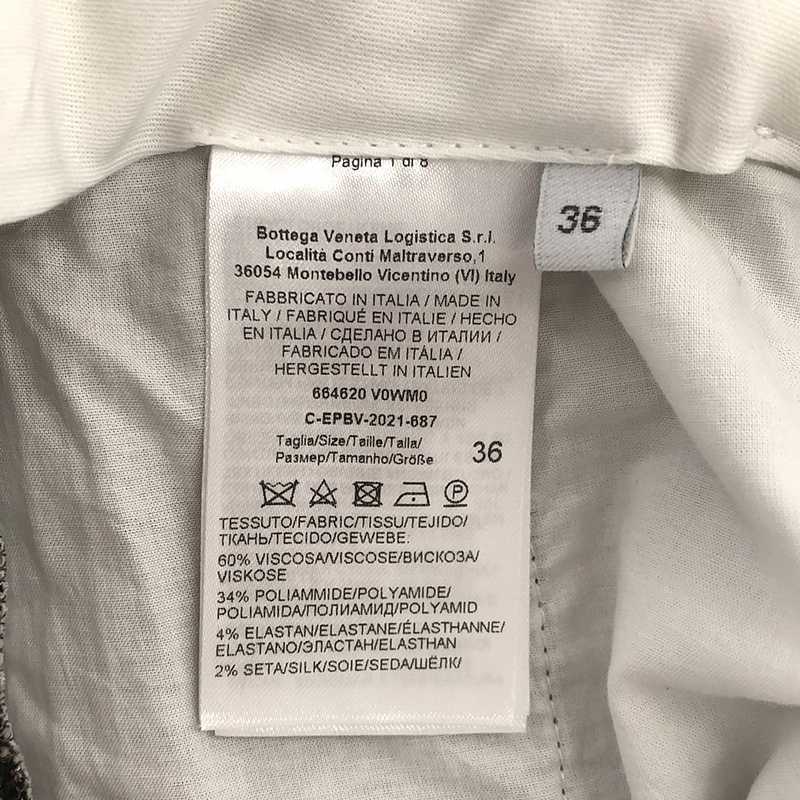 Pagina 1 di 8
36
Bottega Veneta Logistica S.r.l.
Località Conti Maltraverso,1
36054 Montebello Vicentino (VI) Italy
FABBRICATO IN ITALIA / MADE IN
ITALY / FABRIQUÉ EN ITALIE / HECHO
EN ITALIA / СДЕЛАНО В ИТАЛИИ /
FABRICADO EM ITÁLIA /
HERGESTELLT IN ITALIEN
664620 V0WM0
C-EPBV-2021-687
Taglia/Size/Taille/Talla/
Размер/Tamanho/Größe 36
TESSUTO/FABRIC/TISSU/TEJIDO/
ТКАНЬ/TECIDO/GEWEBE:
60% VISCOSA/VISCOSE/ВИСКОЗА/
VISKOSE
34% POLIAMMIDE/POLYAMIDE/
POLIAMIDA/ПОЛИАМИД/POLYAMID
4% ELASTAN/ELASTANE/ÉLASTHANNE/
ELASTANO/ЭЛАСТАН/ELASTHAN
2% SETA/SILK/SOIE/SEDA/ШЁЛК/